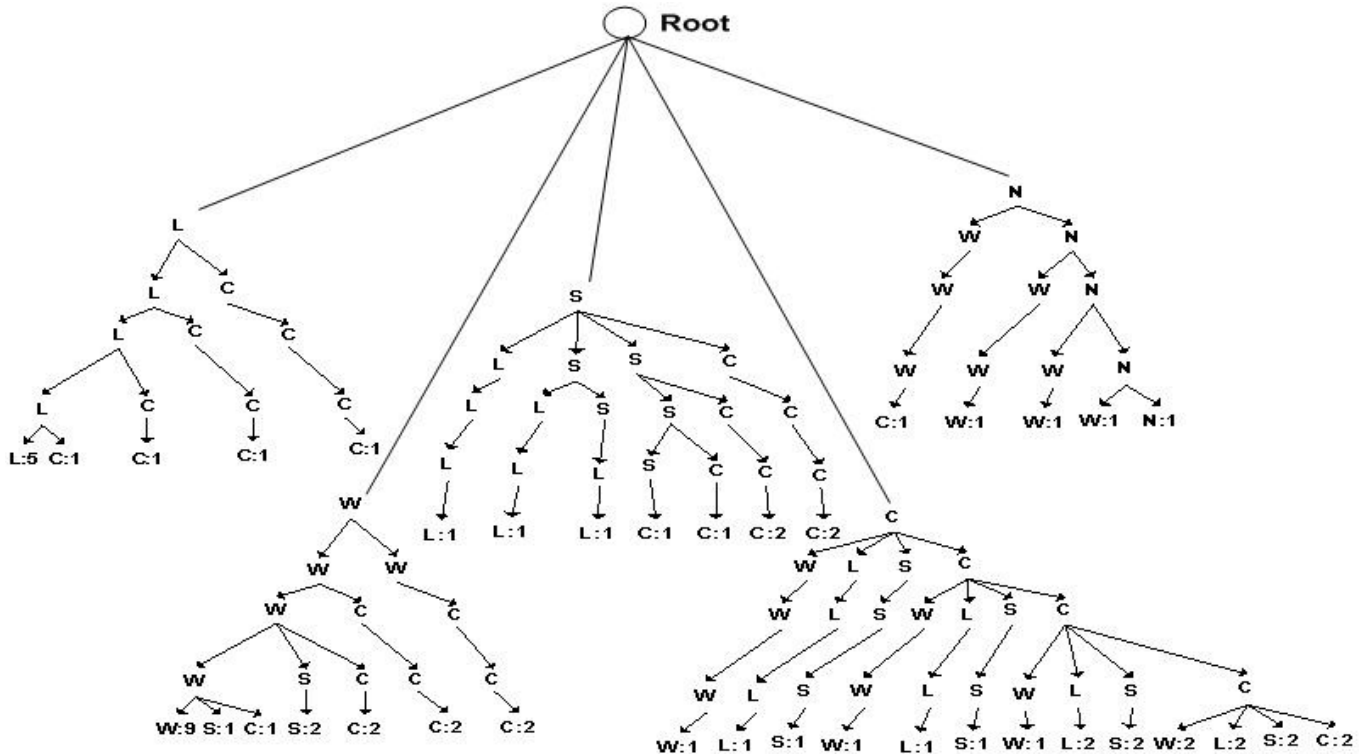 Root
L
L C
L C C
L C C C
L:5 C:1 C:1 C:1 C:1
W
W W
W C C
W S C C C
W:9 S:1 C:1 S:2 C:2 C:2 C:2
S
L S S C
L L S S C C
L L L S C C C
L:1 L:1 L:1 C:1 C:1 C:2 C:2
C
W L S C
W L S W L S C
W L S W L S W L S C
W:1 L:1 S:1 W:1 L:1 S:1 W:1 L:2 S:2 W:2 L:2 S:2 C:2
N
W N
W W N
W W W N
C:1 W:1 W:1 W:1 N:1